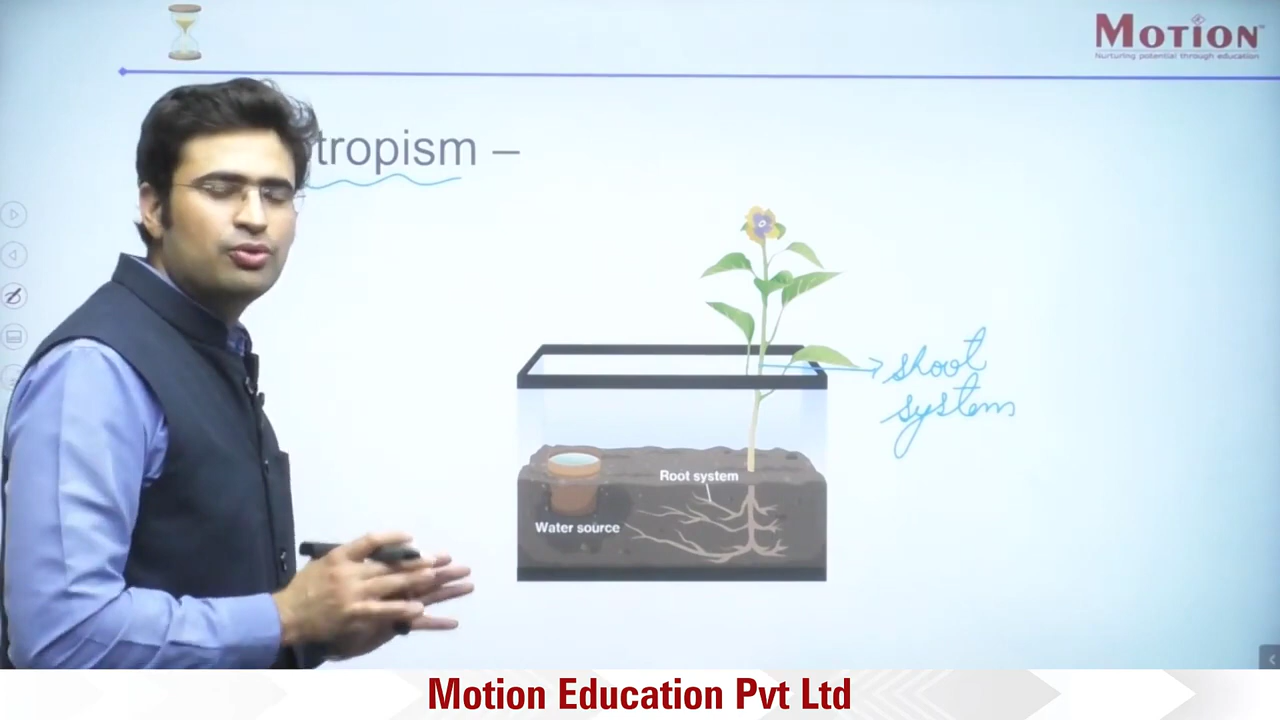 MOTION
Nurturing potential through education
tropism –
shoot
system
Root system
Water source
Motion Education Pvt Ltd